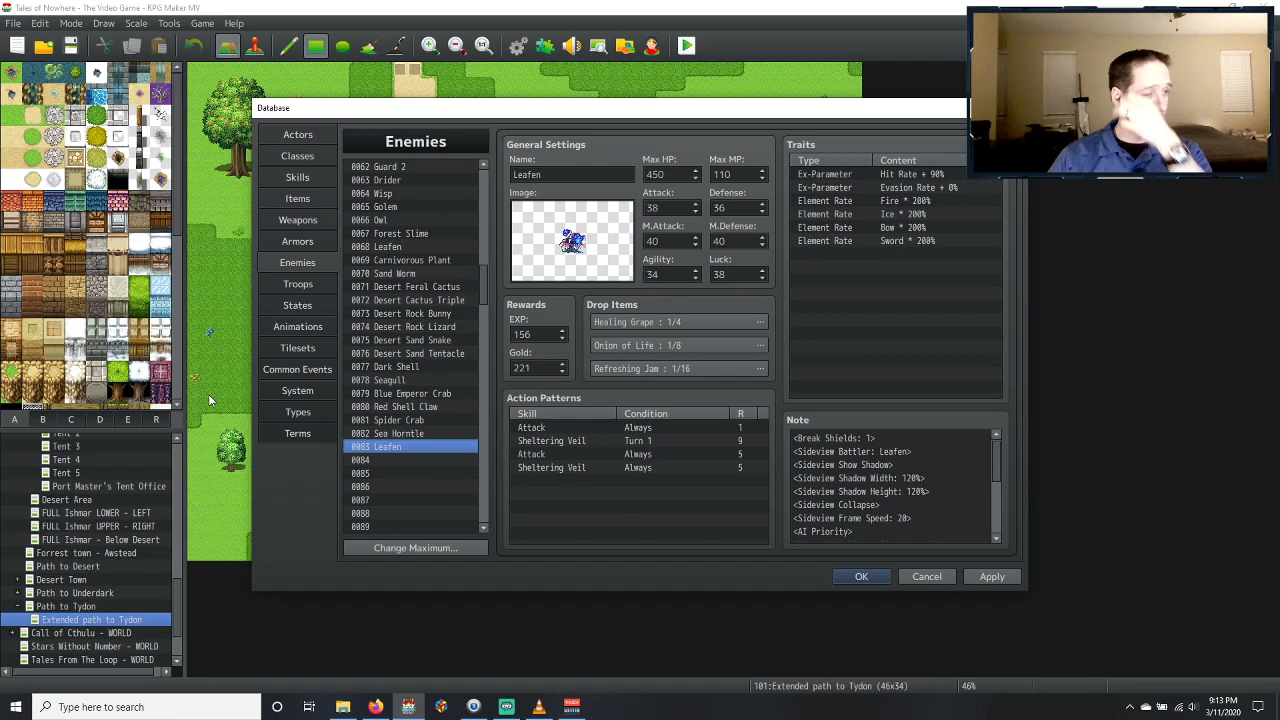 Tales of Nowhere - The Video Game - RPG Maker MV
File Edit Mode Draw Scale Tools Game Help
Database
Actors
Classes
Skills
Items
Weapons
Armors
Enemies
Troops
States
Animations
Tilesets
Common Events
System
Types
Terms
Enemies
0062 Guard 2
0063 Drider
0064 Wisp
0065 Golem
0066 Owl
0067 Forest Slime
0068 Leafen
0069 Carnivorous Plant
0070 Sand Worm
0071 Desert Feral Cactus
0072 Desert Cactus Triple
0073 Desert Rock Bunny
0074 Desert Rock Lizard
0075 Desert Sand Snake
0076 Desert Sand Tentacle
0077 Dark Shell
0078 Seagull
0079 Blue Emperor Crab
0080 Red Shell Claw
0081 Spider Crab
0082 Sea Horntle
0083 Leafen
0084
0085
0086
0087
0088
0089
Change Maximum...
General Settings
Name: Max HP: Max MP:
Leafen 450 110
Image: Attack: Defense:
38 36
M.Attack: M.Defense:
40 40
Agility: Luck:
34 38
Rewards
EXP:
156
Gold:
221
Drop Items
Healing Grape : 1/4 ...
Onion of Life : 1/8 ...
Refreshing Jam : 1/16 ...
Action Patterns
Skill Condition R
Attack Always 1
Sheltering Veil Turn 1 9
Attack Always 5
Sheltering Veil Always 5
Traits
Type Content
Ex-Parameter Hit Rate + 90%
Ex-Parameter Evasion Rate + 0%
Element Rate Fire * 200%
Element Rate Ice * 200%
Element Rate Bow * 200%
Element Rate Sword * 200%
Note
<Break Shields: 1>
<Sideview Battler: Leafen>
<Sideview Show Shadow>
<Sideview Shadow Width: 120%>
<Sideview Shadow Height: 120%>
<Sideview Collapse>
<Sideview Frame Speed: 20>
<AI Priority>
OK Cancel Apply
A B C D E R
Tent 3
Tent 4
Tent 5
Port Master's Tent Office
Desert Area
FULL Ishmar LOWER - LEFT
FULL Ishmar UPPER - RIGHT
FULL Ishmar - Below Desert
Forrest town - Awstead
Path to Desert
Desert Town
Path to Underdark
Path to Tydon
Extended path to Tydon
Call of Cthulu - WORLD
Stars Without Number - WORLD
Tales From The Loop - WORLD
101:Extended path to Tydon (46x34) 46%
Type here to search
9:13 PM
3/11/2020